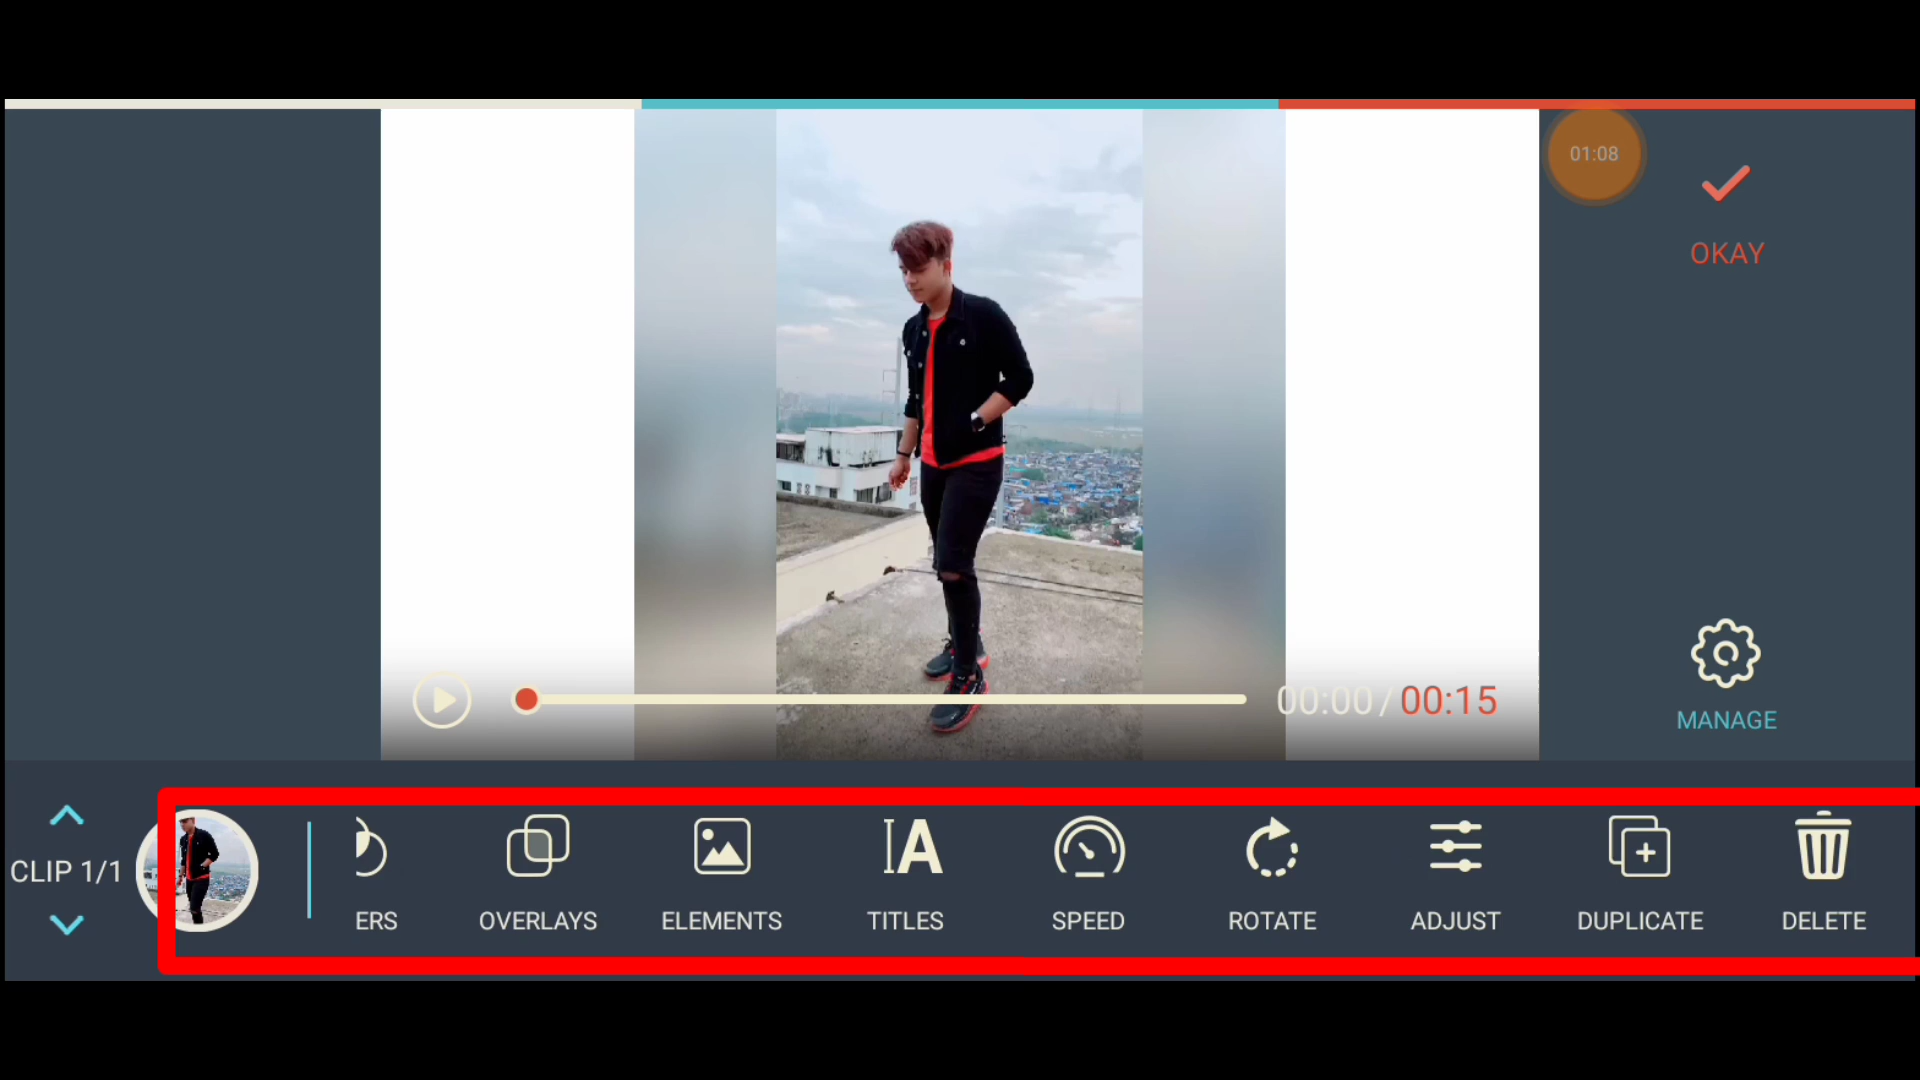 01:08
OKAY
00:00 / 00:15
MANAGE
CLIP 1/1
ERS
OVERLAYS
ELEMENTS
A
TITLES
SPEED
ROTATE
ADJUST
DUPLICATE
DELETE